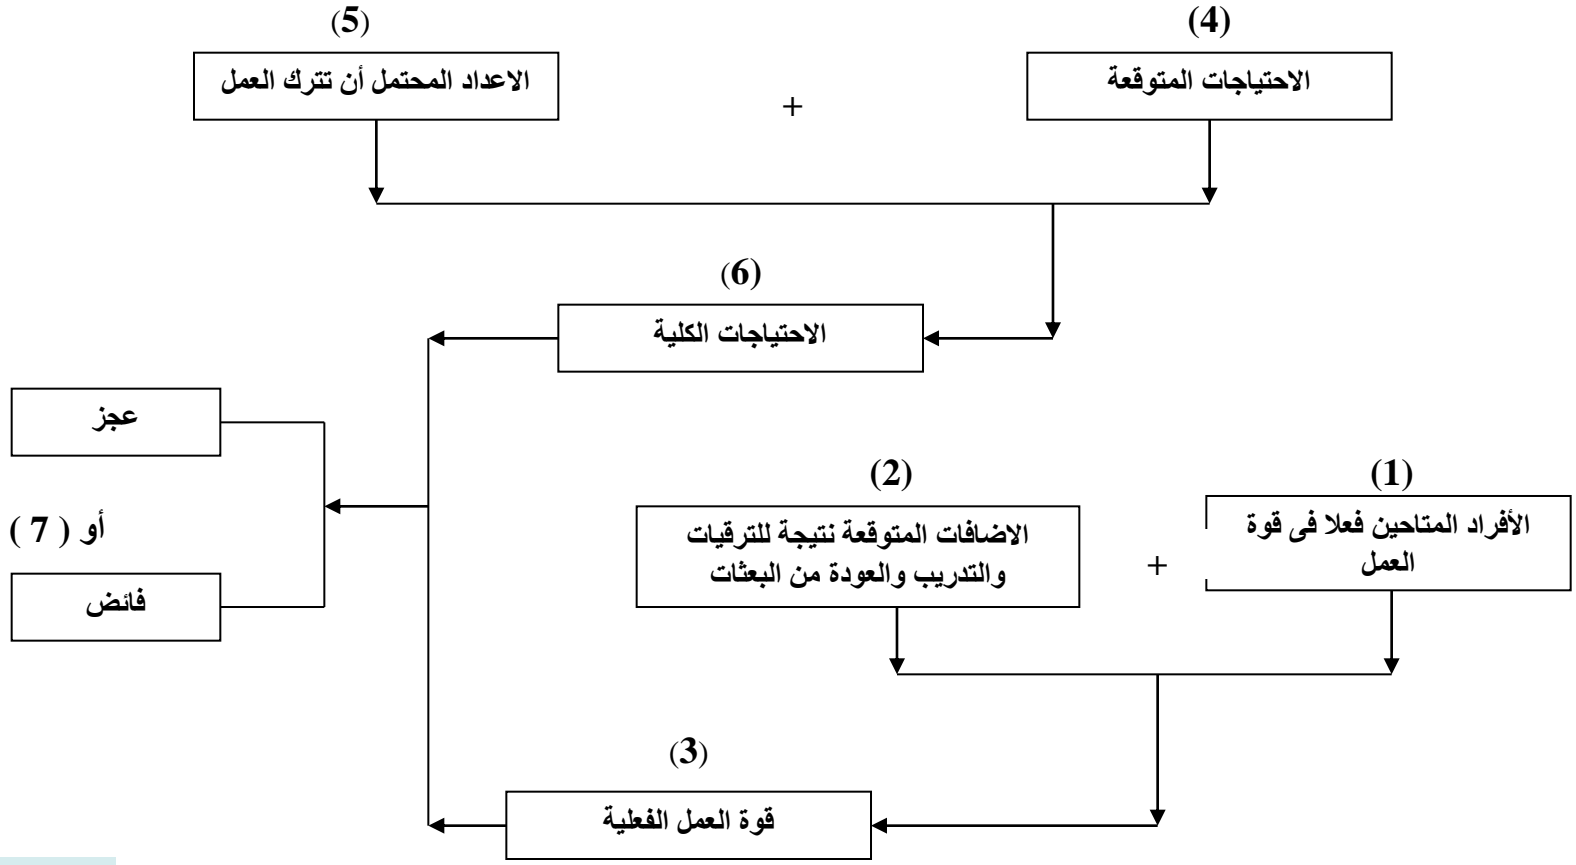 (4)
(5)
الاحتياجات المتوقعة
+
الاعداد المحتمل أن تترك العمل
(6)
الاحتياجات الكلية
عجز
أو ( 7 )
فائض
(1)
(2)
الأفراد المتاحين فعلا فى قوة
العمل
+
الاضافات المتوقعة نتيجة للترقيات
والتدريب والعودة من البعثات
(3)
قوة العمل الفعلية